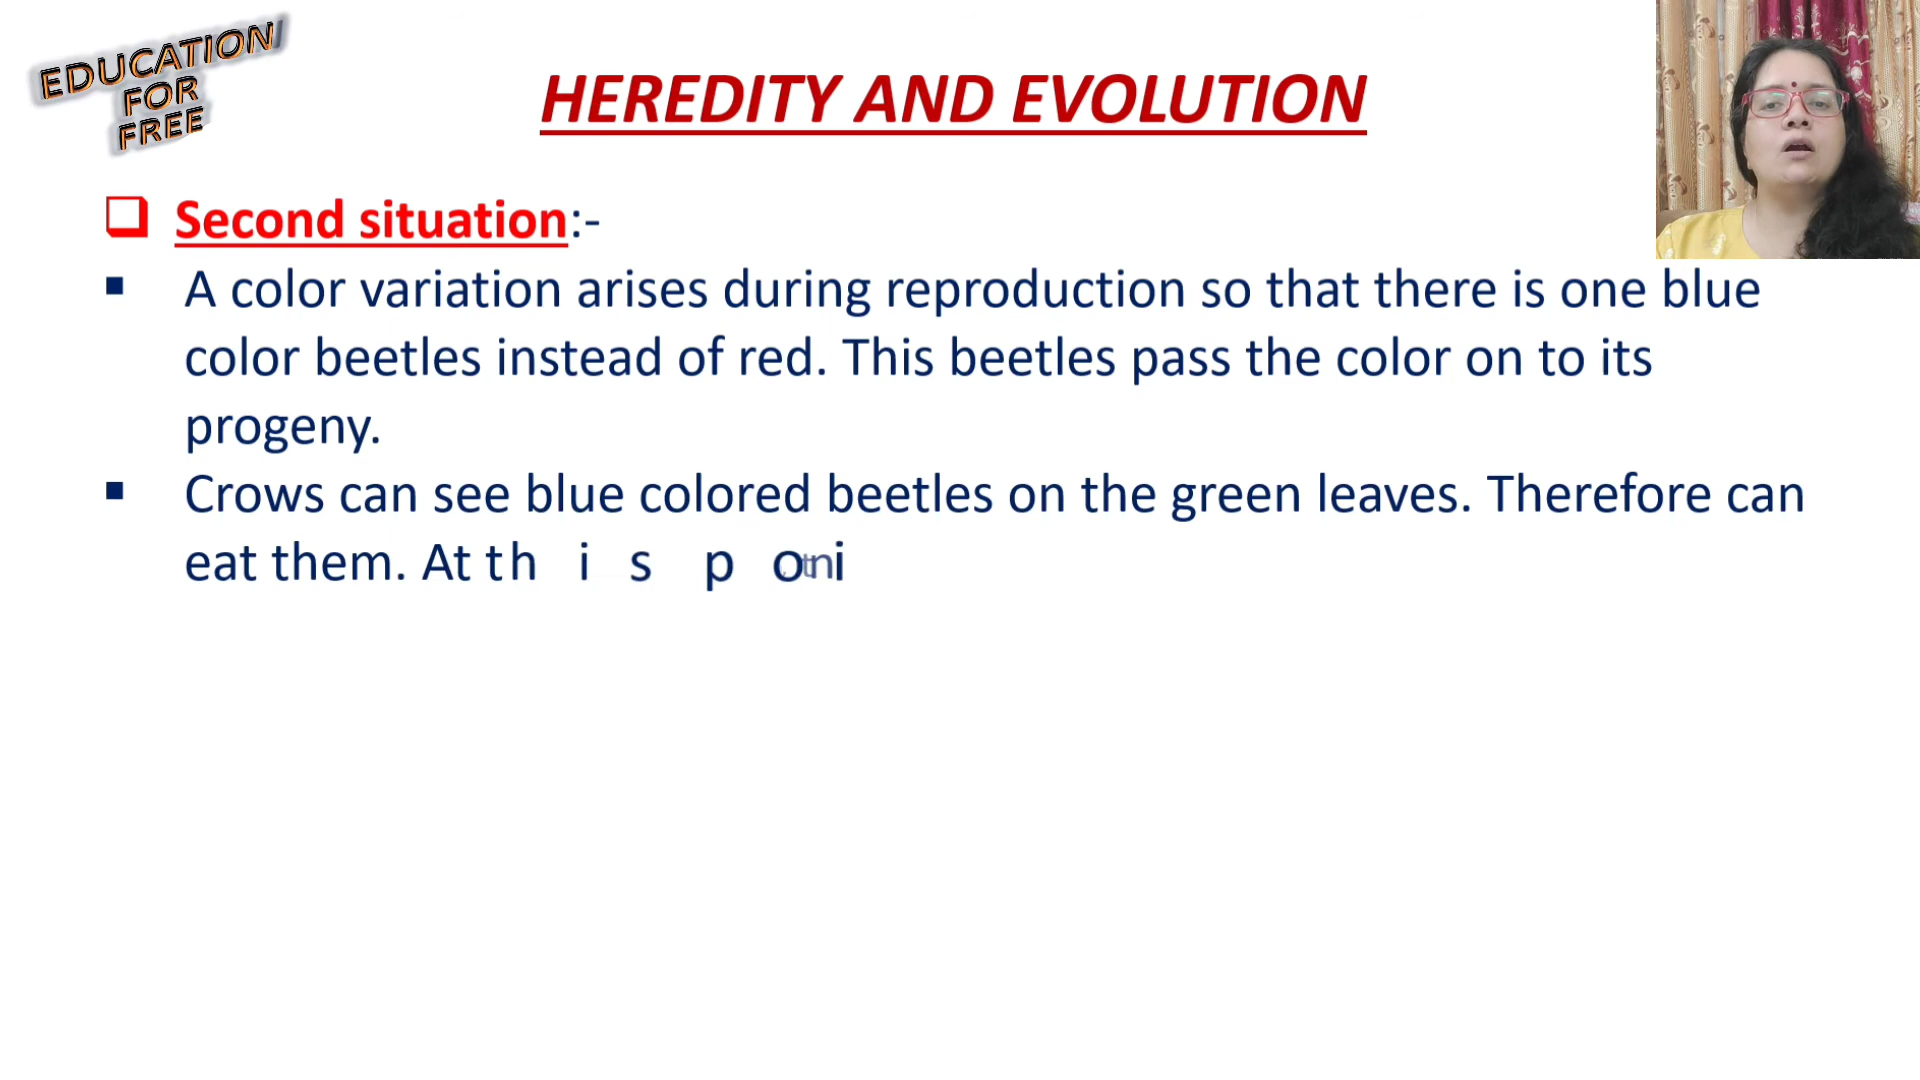 EDUCATION
FOR
FREE
HEREDITY AND EVOLUTION
Second situation:-
A color variation arises during reproduction so that there is one blue
color beetles instead of red. This beetles pass the color on to its
progeny.
Crows can see blue colored beetles on the green leaves. Therefore can
eat them. At this